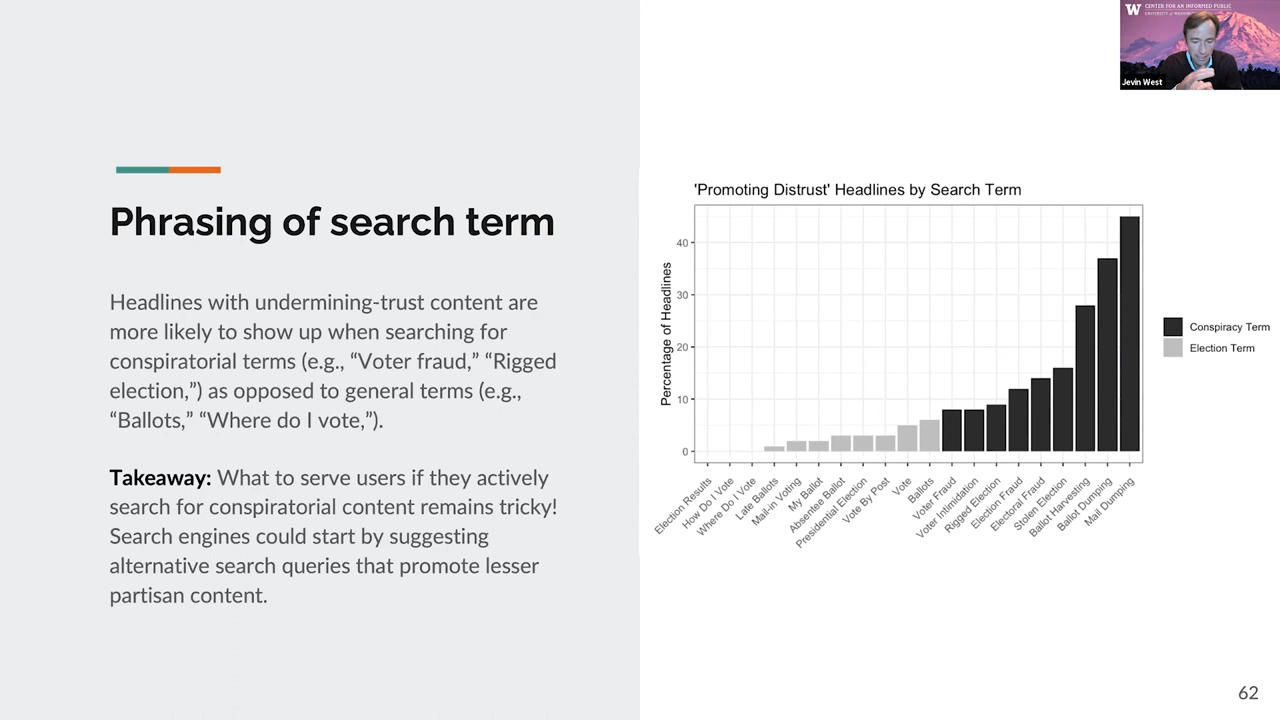 W CENTER FOR AN INFORMED PUBLIC
Jevin West
Phrasing of search term
Headlines with undermining-trust content are
more likely to show up when searching for
conspiratorial terms (e.g., “Voter fraud,” “Rigged
election,”) as opposed to general terms (e.g.,
“Ballots,” “Where do I vote,”).
Takeaway: What to serve users if they actively
search for conspiratorial content remains tricky!
Search engines could start by suggesting
alternative search queries that promote lesser
partisan content.
'Promoting Distrust' Headlines by Search Term
Percentage of Headlines
40
30
20
10
0
Election Results
How Do I Vote
Where Do I Vote
Late Ballots
Mail-in Voting
My Ballot
Absentee Ballot
Presidential Election
Vote By Post
Vote
Ballots
Voter Fraud
Voter Intimidation
Rigged Election
Election Fraud
Electoral Fraud
Stolen Election
Ballot Harvesting
Ballot Dumping
Mail Dumping
Conspiracy Term
Election Term
62